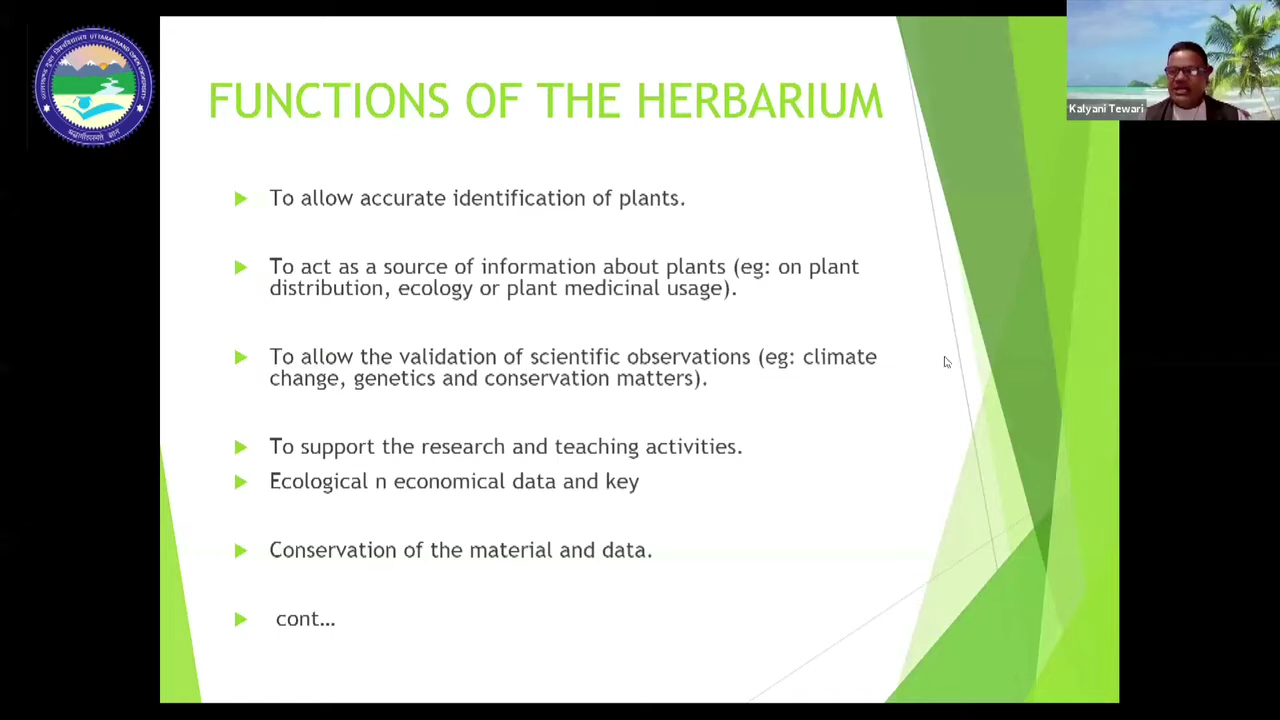 UTTARAKHAND OPEN UNIVERSITY
FUNCTIONS OF THE HERBARIUM
Kalyani Tewari
To allow accurate identification of plants.
To act as a source of information about plants (eg: on plant
distribution, ecology or plant medicinal usage).
To allow the validation of scientific observations (eg: climate
change, genetics and conservation matters).
To support the research and teaching activities.
Ecological n economical data and key
Conservation of the material and data.
cont…